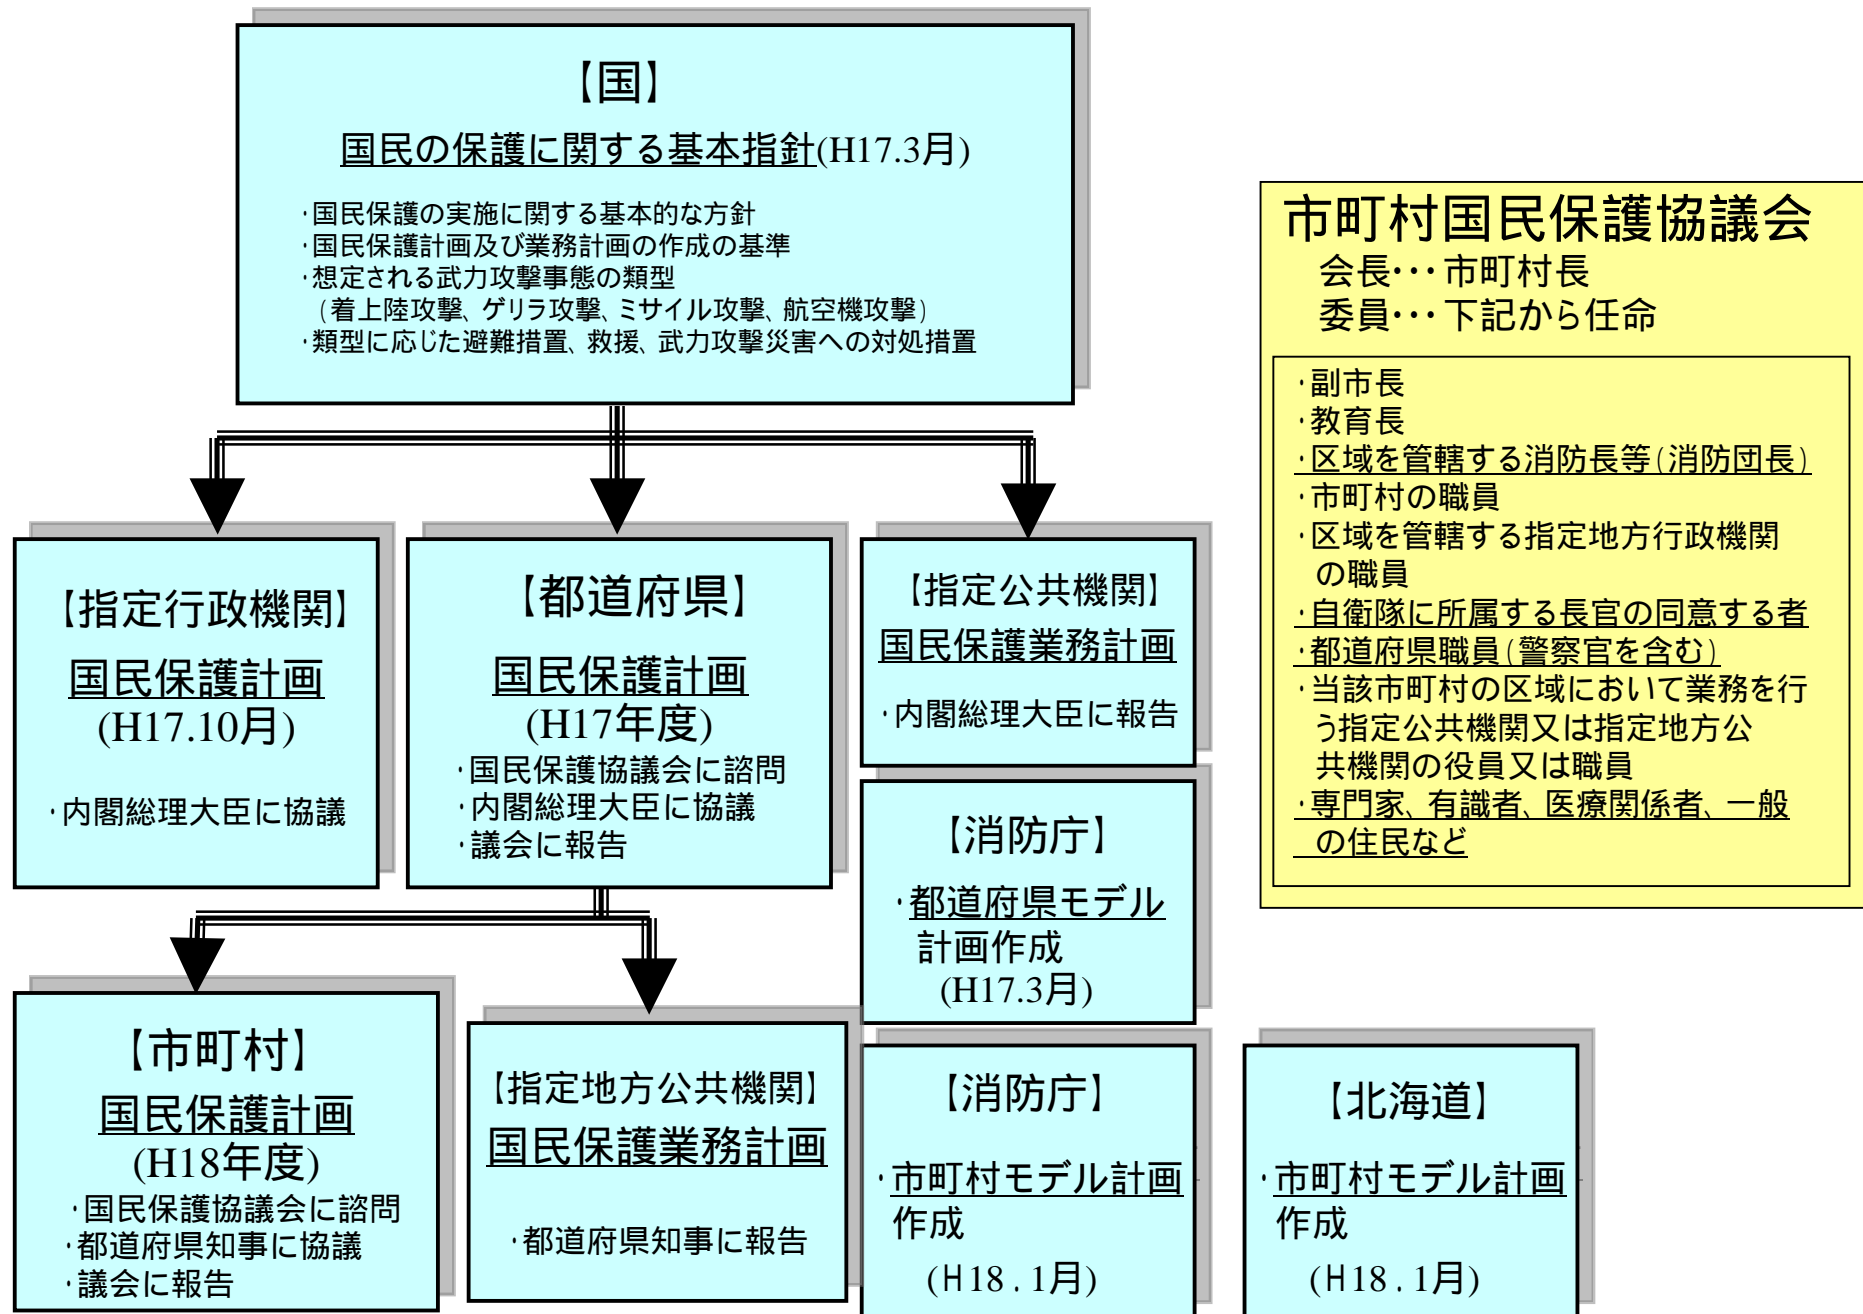 【国】
国民の保護に関する基本指針(H17.3月)
・国民保護の実施に関する基本的な方針
・国民保護計画及び業務計画の作成の基準
・想定される武力攻撃事態の類型
（着上陸攻撃、ゲリラ攻撃、ミサイル攻撃、航空機攻撃）
・類型に応じた避難措置、救援、武力攻撃災害への対処措置
市町村国民保護協議会
会長・・・市町村長
委員・・・下記から任命
・副市長
・教育長
・区域を管轄する消防長等（消防団長）
・市町村の職員
・区域を管轄する指定地方行政機関
の職員
・自衛隊に所属する長官の同意する者
・都道府県職員（警察官を含む）
・当該市町村の区域において業務を行
う指定公共機関又は指定地方公
共機関の役員又は職員
・専門家、有識者、医療関係者、一般
の住民など
【指定行政機関】
国民保護計画
(H17.10月)
・内閣総理大臣に協議
【都道府県】
国民保護計画
(H17年度)
・国民保護協議会に諮問
・内閣総理大臣に協議
・議会に報告
【指定公共機関】
国民保護業務計画
・内閣総理大臣に報告
【消防庁】
・都道府県モデル
計画作成
(H17.3月)
【市町村】
国民保護計画
(H18年度)
・国民保護協議会に諮問
・都道府県知事に協議
・議会に報告
【指定地方公共機関】
国民保護業務計画
・都道府県知事に報告
【消防庁】
・市町村モデル計画
作成
(Ｈ18．1月)
【北海道】
・市町村モデル計画
作成
(Ｈ18．1月)